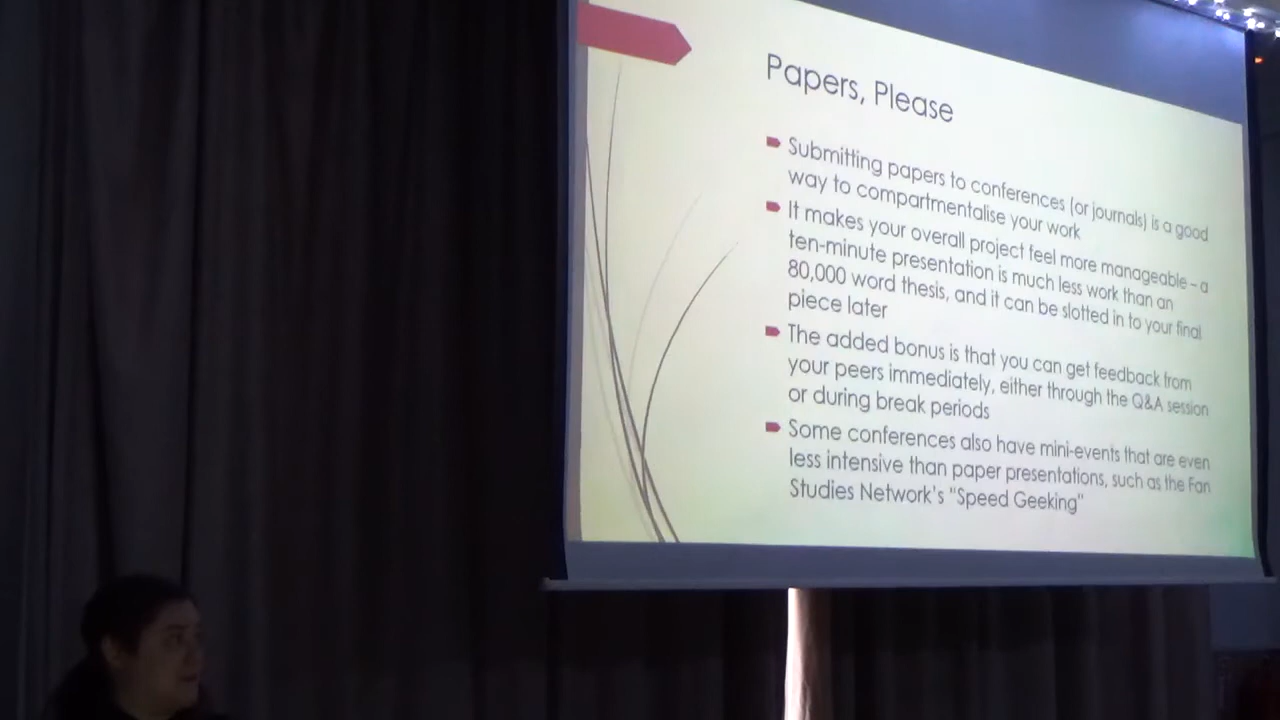 Papers, Please
Submitting papers to conferences (or journals) is a good
way to compartmentalise your work
It makes your overall project feel more manageable – a
ten-minute presentation is much less work than an
80,000 word thesis, and it can be slotted in to your final
piece later
The added bonus is that you can get feedback from
your peers immediately, either through the Q&A session
or during break periods
Some conferences also have mini-events that are even
less intensive than paper presentations, such as the Fan
Studies Network's "Speed Geeking"